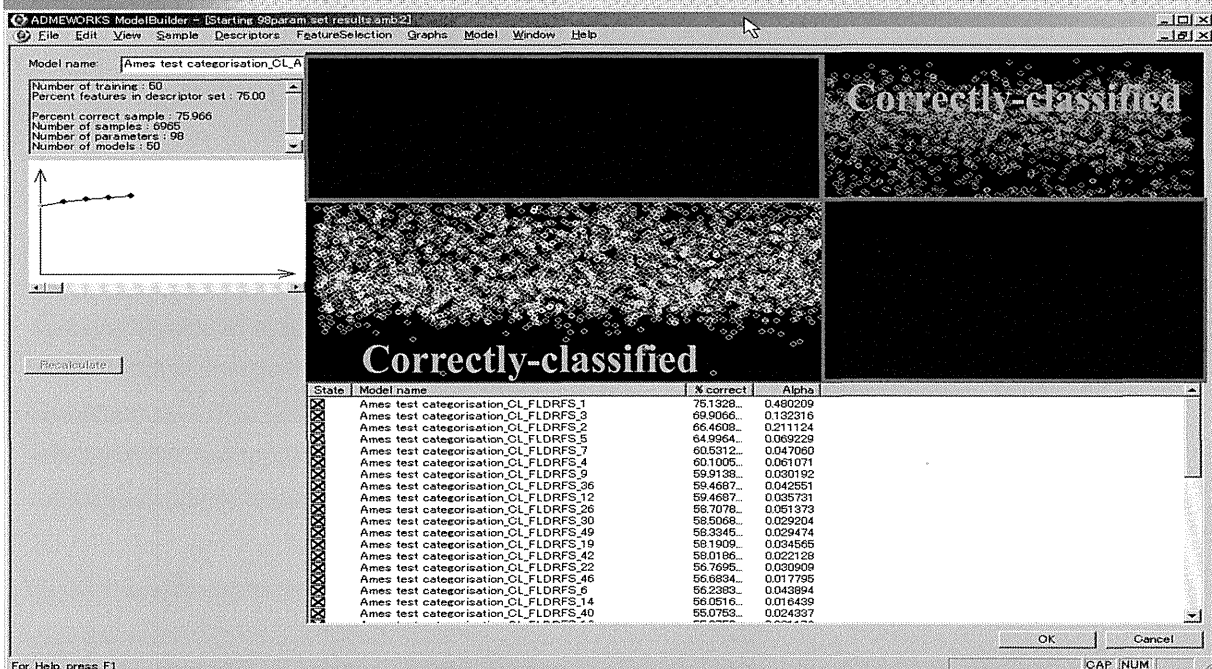 ADMEWORKS ModelBuilder - [Starting 98param set results.amb2]
File Edit View Sample Descriptors FeatureSelection Graphs Model Window Help
Model name: Ames test categorisation_CL_A
Number of training : 50
Percent features in descriptor set : 75.00
Percent correct sample : 75.966
Number of samples : 6965
Number of parameters : 98
Number of models : 50
Recalculate
Correctly-classified
Correctly-classified
State Model name % correct Alpha
Ames test categorisation_CL_FLDRFS_1 75.1328... 0.480209
Ames test categorisation_CL_FLDRFS_3 69.9066... 0.132316
Ames test categorisation_CL_FLDRFS_2 66.4608... 0.211124
Ames test categorisation_CL_FLDRFS_5 64.9964... 0.069229
Ames test categorisation_CL_FLDRFS_7 60.5312... 0.047060
Ames test categorisation_CL_FLDRFS_4 60.1005... 0.061071
Ames test categorisation_CL_FLDRFS_9 59.9138... 0.030192
Ames test categorisation_CL_FLDRFS_36 59.4687... 0.042551
Ames test categorisation_CL_FLDRFS_12 59.4687... 0.035731
Ames test categorisation_CL_FLDRFS_26 58.7078... 0.051373
Ames test categorisation_CL_FLDRFS_30 58.5068... 0.029204
Ames test categorisation_CL_FLDRFS_49 58.3345... 0.029474
Ames test categorisation_CL_FLDRFS_19 58.1909... 0.034565
Ames test categorisation_CL_FLDRFS_42 58.0186... 0.022128
Ames test categorisation_CL_FLDRFS_22 56.7695... 0.030909
Ames test categorisation_CL_FLDRFS_46 56.6834... 0.017795
Ames test categorisation_CL_FLDRFS_6 56.2383... 0.043894
Ames test categorisation_CL_FLDRFS_14 56.0516... 0.016439
Ames test categorisation_CL_FLDRFS_40 55.0753... 0.024337
OK Cancel
For Help, press F1 CAP NUM